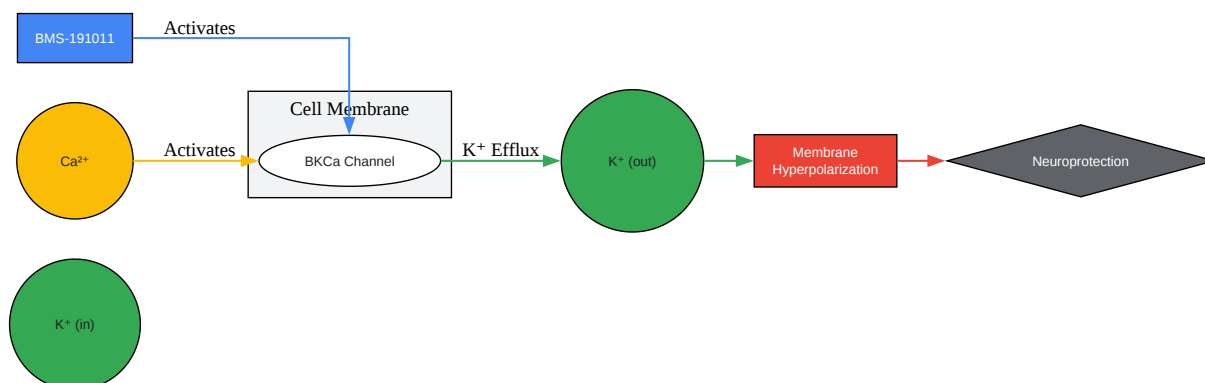 BMS-191011
Activates
Cell Membrane
Ca²⁺
Activates
BKCa Channel
K⁺ Efflux
K⁺ (out)
Membrane
Hyperpolarization
Neuroprotection
K⁺ (in)